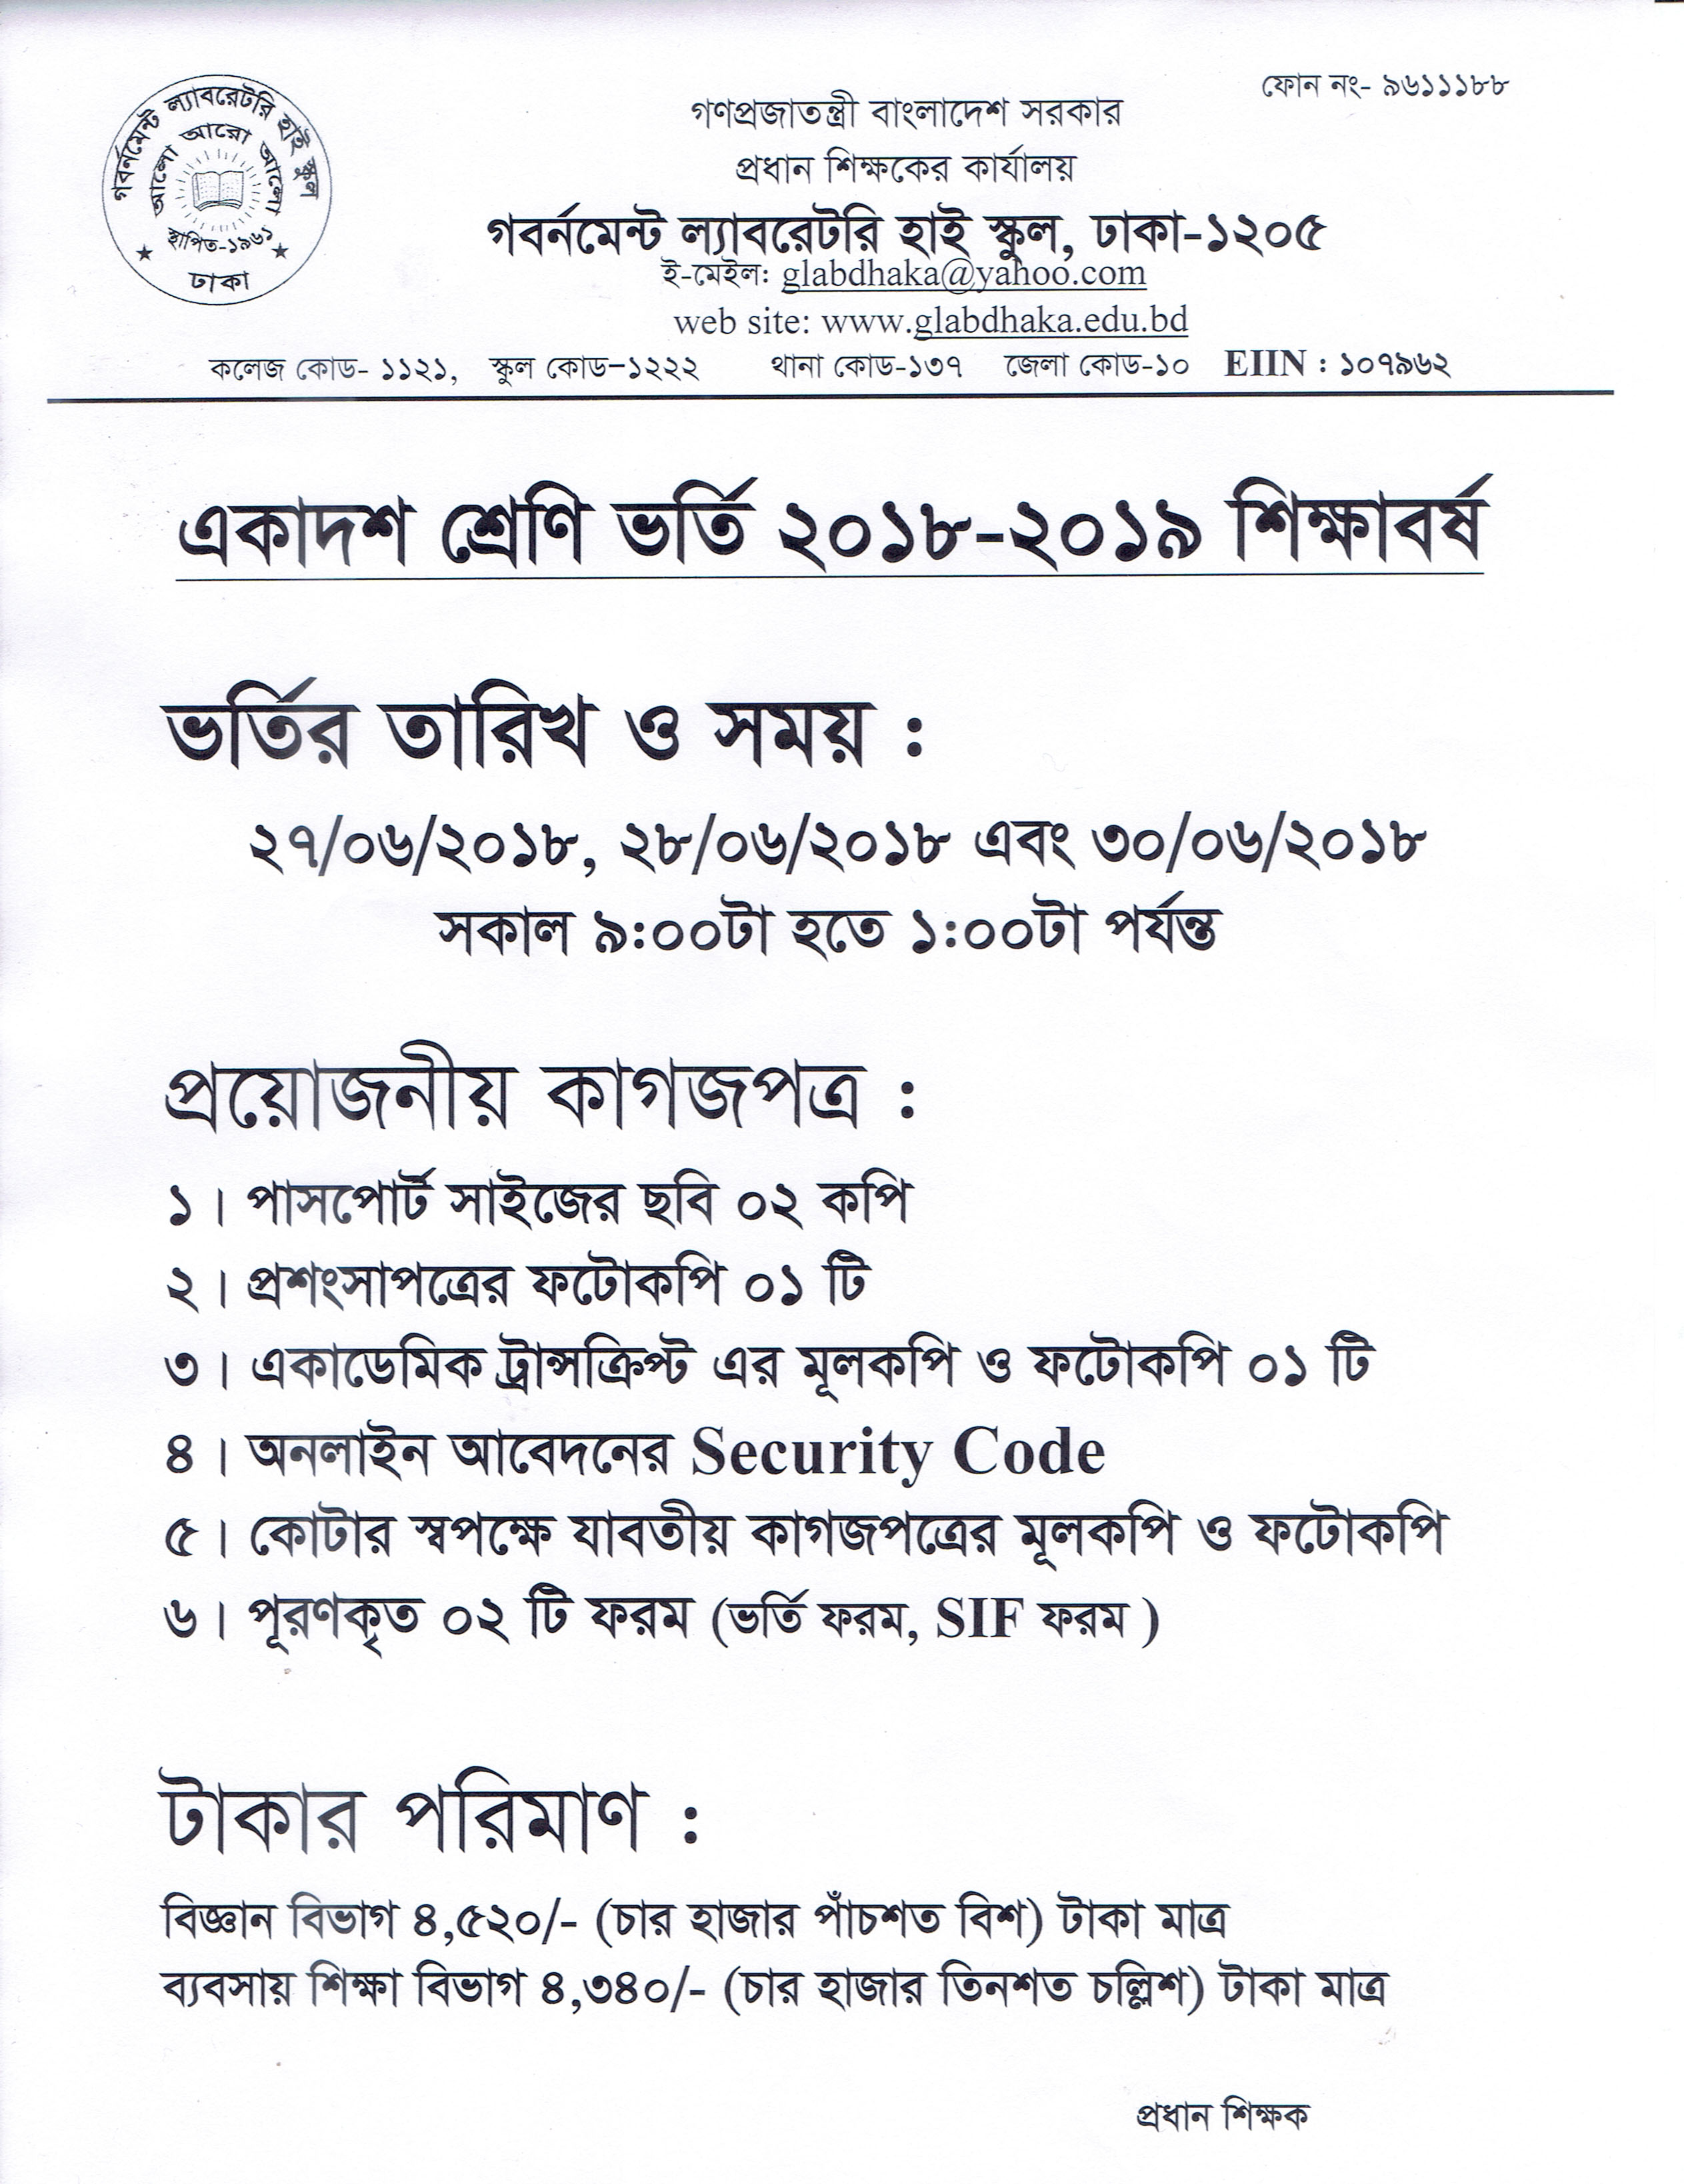 ফোন নং- ৯৬১১১৮৮
গণপ্রজাতন্ত্রী বাংলাদেশ সরকার
প্রধান শিক্ষকের কার্যালয়
গবর্নমেন্ট ল্যাবরেটরি হাই স্কুল, ঢাকা-১২০৫
ই-মেইল: glabdhaka@yahoo.com
web site: www.glabdhaka.edu.bd
গবর্নমেন্ট ল্যাবরেটরি হাই স্কুল
আলো আরো আলো
স্থাপিত-১৯৬১
ঢাকা
কলেজ কোড- ১১২১, স্কুল কোড-১২২২ থানা কোড-১৩৭ জেলা কোড-১০ EIIN : ১০৭৯৬২
একাদশ শ্রেণি ভর্তি ২০১৮-২০১৯ শিক্ষাবর্ষ
ভর্তির তারিখ ও সময় :
২৭/০৬/২০১৮, ২৮/০৬/২০১৮ এবং ৩০/০৬/২০১৮
সকাল ৯:০০টা হতে ১:০০টা পর্যন্ত
প্রয়োজনীয় কাগজপত্র :
১। পাসপোর্ট সাইজের ছবি ০২ কপি
২। প্রশংসাপত্রের ফটোকপি ০১ টি
৩। একাডেমিক ট্রান্সক্রিপ্ট এর মূলকপি ও ফটোকপি ০১ টি
৪। অনলাইন আবেদনের Security Code
৫। কোটার স্বপক্ষে যাবতীয় কাগজপত্রের মূলকপি ও ফটোকপি
৬। পূরণকৃত ০২ টি ফরম (ভর্তি ফরম, SIF ফরম )
টাকার পরিমাণ :
বিজ্ঞান বিভাগ ৪,৫২০/- (চার হাজার পাঁচশত বিশ) টাকা মাত্র
ব্যবসায় শিক্ষা বিভাগ ৪,৩৪০/- (চার হাজার তিনশত চল্লিশ) টাকা মাত্র
প্রধান শিক্ষক